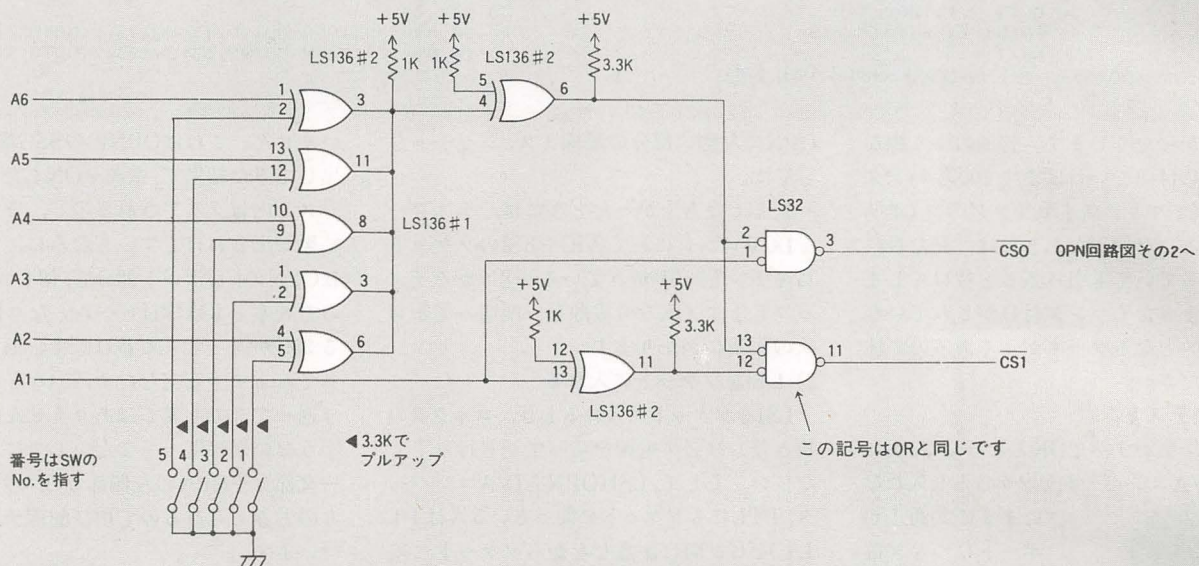 +5V
+5V
+5V
LS136#2
1K
1K
LS136#2
3.3K
A6
1
2
3
5
4
6
A5
13
12
11
A4
10
9
8
LS136#1
LS32
2
1
3
CS0
OPN回路図その2へ
A3
1
2
3
+5V
1K
+5V
3.3K
A2
4
5
6
A1
12
13
11
13
12
11
CS1
LS136#2
5
4
3
2
1
番号はSWの
No.を指す
◀3.3Kで
プルアップ
この記号はORと同じです